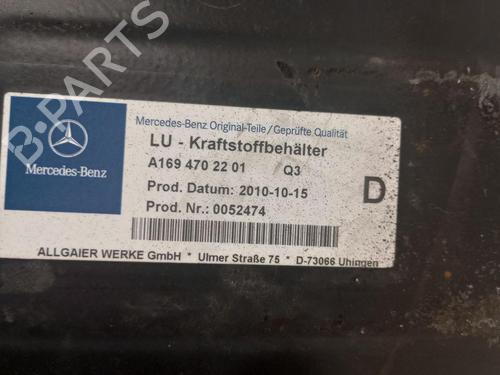 B-PARTS
Mercedes-Benz Original-Teile/Geprüfte Qualität
LU - Kraftstoffbehälter
A169 470 22 01 Q3
Mercedes-Benz
Prod. Datum: 2010-10-15
D
Prod. Nr.: 0052474
ALLGAIER WERKE GmbH * Ulmer Straße 75 * D-73066 Uhingen